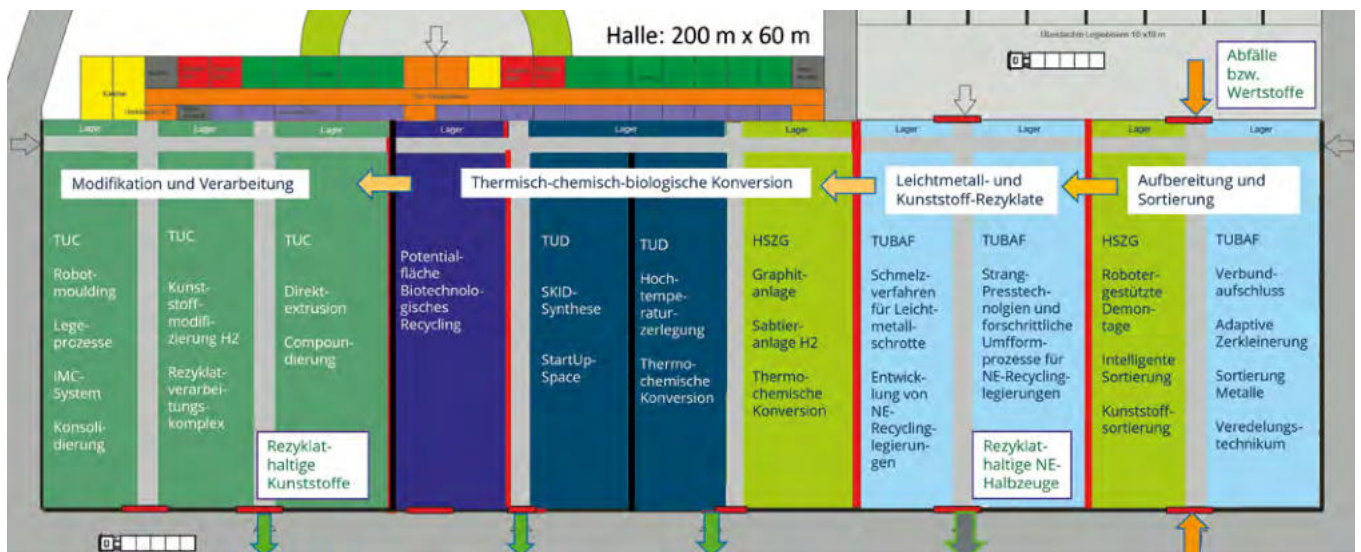 Halle: 200 m x 60 m
Überdachte Legioboxen 10 x10 m
Abfälle
bzw.
Wertstoffe
Lager
Lager
Lager
Lager
Lager
Lager
Lager
Lager
Lager
Lager
Modifikation und Verarbeitung
Thermisch-chemisch-biologische Konversion
Leichtmetall- und
Kunststoff-Rezyklate
Aufbereitung und
Sortierung
TUC
Robot-
moulding
Lege-
prozesse
IMC-
System
Konsoli-
dierung
TUC
Kunst-
stoff-
modifi-
zierung H2
Rezyklat-
verarbei-
tungs-
komplex
TUC
Direkt-
extrusion
Compoun-
dierung
Rezyklat-
haltige
Kunststoffe
Potential-
fläche
Biotechnolo-
gisches
Recycling
TUD
SKID-
Synthese
StartUp-
Space
TUD
Hoch-
tempe-
ratur-
zerlegung
Thermo-
chemische
Konversion
HSZG
Graphit-
anlage
Sabtier-
anlage H2
Thermo-
chemische
Konversion
TUBAF
Schmelz-
verfahren
für Leicht-
metall-
schrotte
Entwick-
lung von
NE-
Recycling-
legierun-
gen
TUBAF
Strang-
Presstech-
nolgien und
forschrittliche
Umfform-
prozesse für
NE-Recycling-
legierungen
Rezyklat-
haltige NE-
Halbzeuge
HSZG
Roboter-
gestützte
Demon-
tage
Intelligente
Sortierung
Kunststoff-
sortierung
TUBAF
Verbund-
aufschluss
Adaptive
Zerkleinerung
Sortierung
Metalle
Veredelungs-
technikum